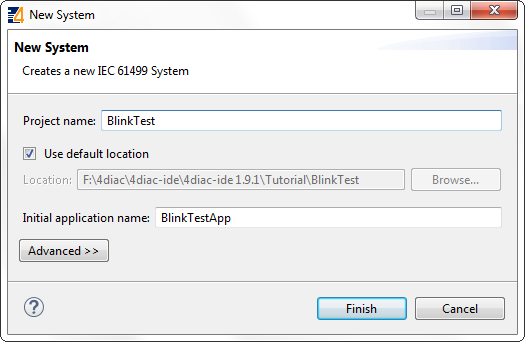 New System
New System
Creates a new IEC 61499 System
Project name: BlinkTest
Use default location
Location: F:\4diac\4diac-ide\4diac-ide 1.9.1\Tutorial\BlinkTest Browse...
Initial application name: BlinkTestApp
Advanced >>
? Finish Cancel